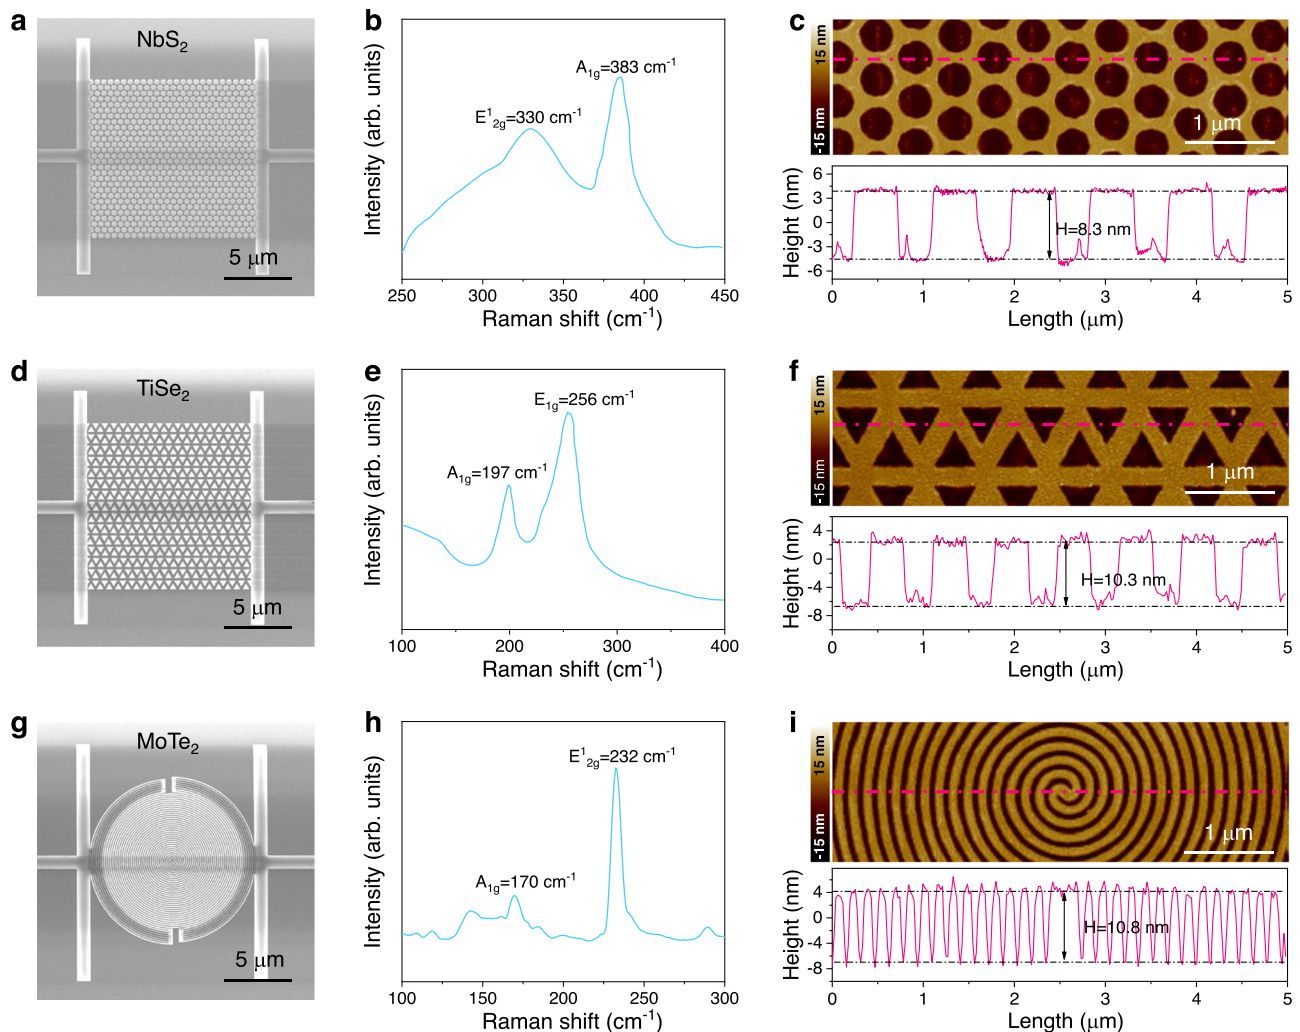 a
NbS₂
5 μm
b
Intensity (arb. units)
E¹₂g=330 cm⁻¹
A₁g=383 cm⁻¹
250 300 350 400 450
Raman shift (cm⁻¹)
c
15 nm
-15 nm
1 μm
Height (nm)
6
3
0
-3
-6
H=8.3 nm
0 1 2 3 4 5
Length (μm)
d
TiSe₂
5 μm
e
Intensity (arb. units)
E₁g=256 cm⁻¹
A₁g=197 cm⁻¹
100 200 300 400
Raman shift (cm⁻¹)
f
15 nm
-15 nm
1 μm
Height (nm)
4
0
-4
-8
H=10.3 nm
0 1 2 3 4 5
Length (μm)
g
MoTe₂
5 μm
h
Intensity (arb. units)
E¹₂g=232 cm⁻¹
A₁g=170 cm⁻¹
100 150 200 250 300
Raman shift (cm⁻¹)
i
15 nm
-15 nm
1 μm
Height (nm)
4
0
-4
-8
H=10.8 nm
0 1 2 3 4 5
Length (μm)